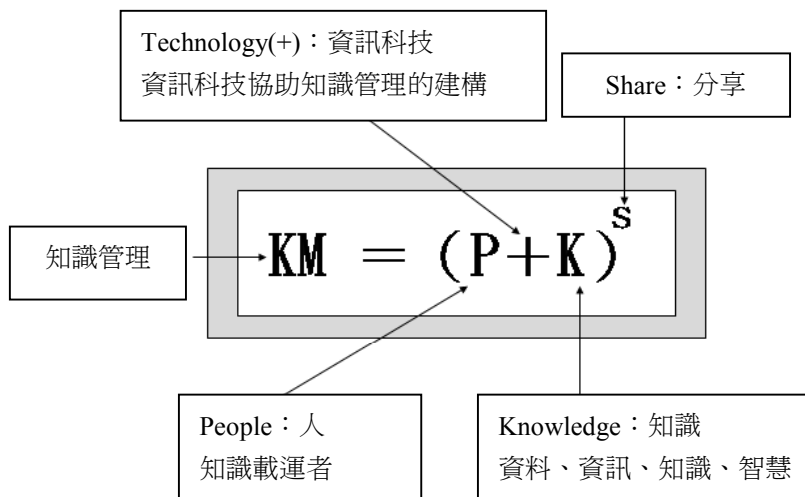 Technology(+)：資訊科技
資訊科技協助知識管理的建構
Share：分享
知識管理
KM = (P+K)^s
People：人
知識載運者
Knowledge：知識
資料、資訊、知識、智慧